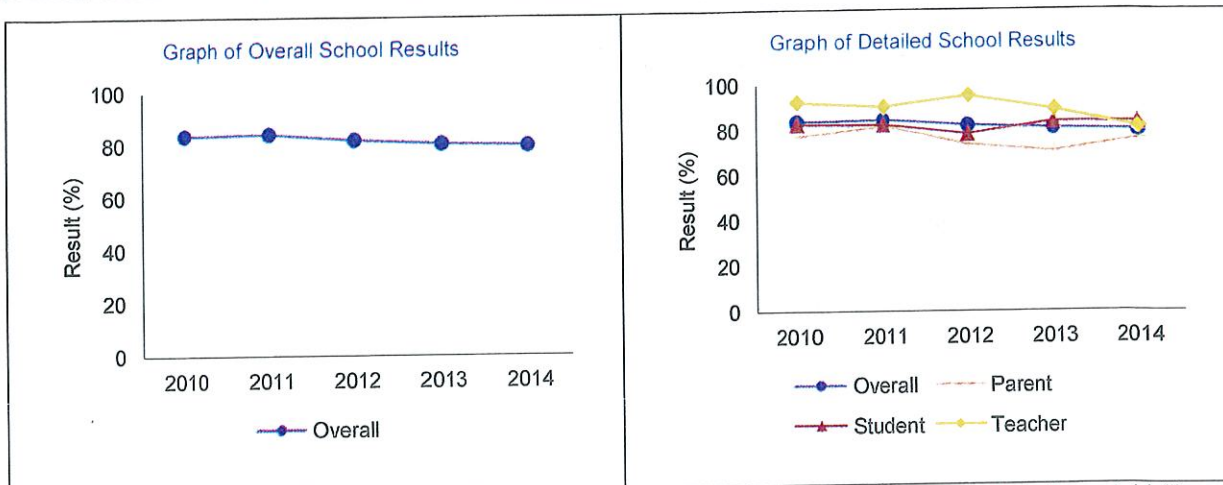 Graph of Overall School Results
100
80
60
40
20
0
Result (%)
2010 2011 2012 2013 2014
Overall
Graph of Detailed School Results
100
80
60
40
20
0
Result (%)
2010 2011 2012 2013 2014
Overall Parent
Student Teacher